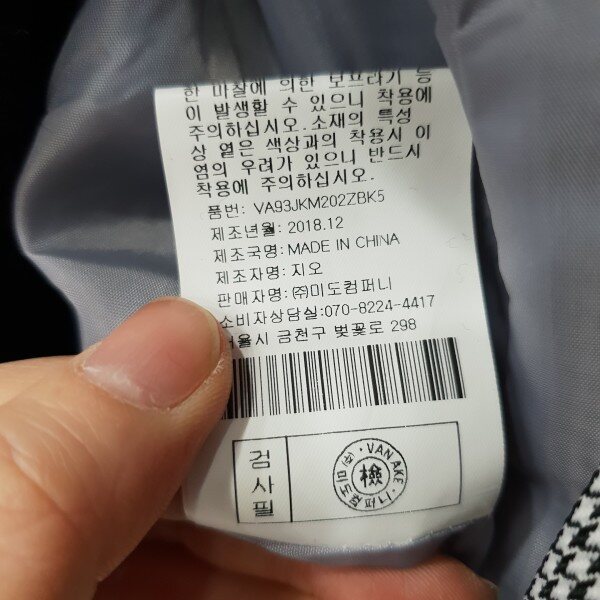 한 마찰에 의한 보프라기 등
이 발생할 수 있으니 착용에
주의하십시오.소재의 특성
상 옅은 색상과의 착용시 이
염의 우려가 있으니 반드시
착용에 주의하십시오.
품번: VA93JKM202ZBK5
제조년월: 2018.12
제조국명: MADE IN CHINA
제조자명: 지오
판매자명: ㈜미도컴퍼니
소비자상담실:070-8224-4417
서울시 금천구 벚꽃로 298
검사필
VAN AKE
㈜미도컴퍼니
檢